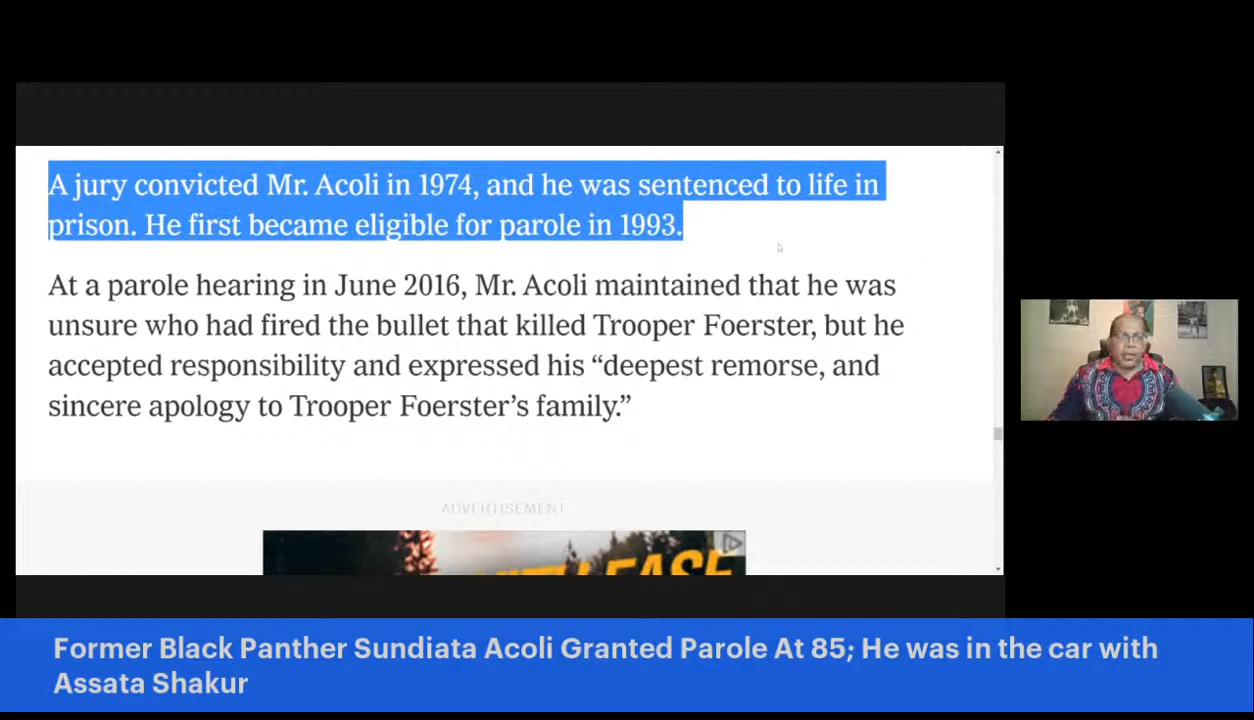 A jury convicted Mr. Acoli in 1974, and he was sentenced to life in
prison. He first became eligible for parole in 1993.
At a parole hearing in June 2016, Mr. Acoli maintained that he was
unsure who had fired the bullet that killed Trooper Foerster, but he
accepted responsibility and expressed his “deepest remorse, and
sincere apology to Trooper Foerster’s family.”
ADVERTISEMENT
WITH EASE
Former Black Panther Sundiata Acoli Granted Parole At 85; He was in the car with
Assata Shakur